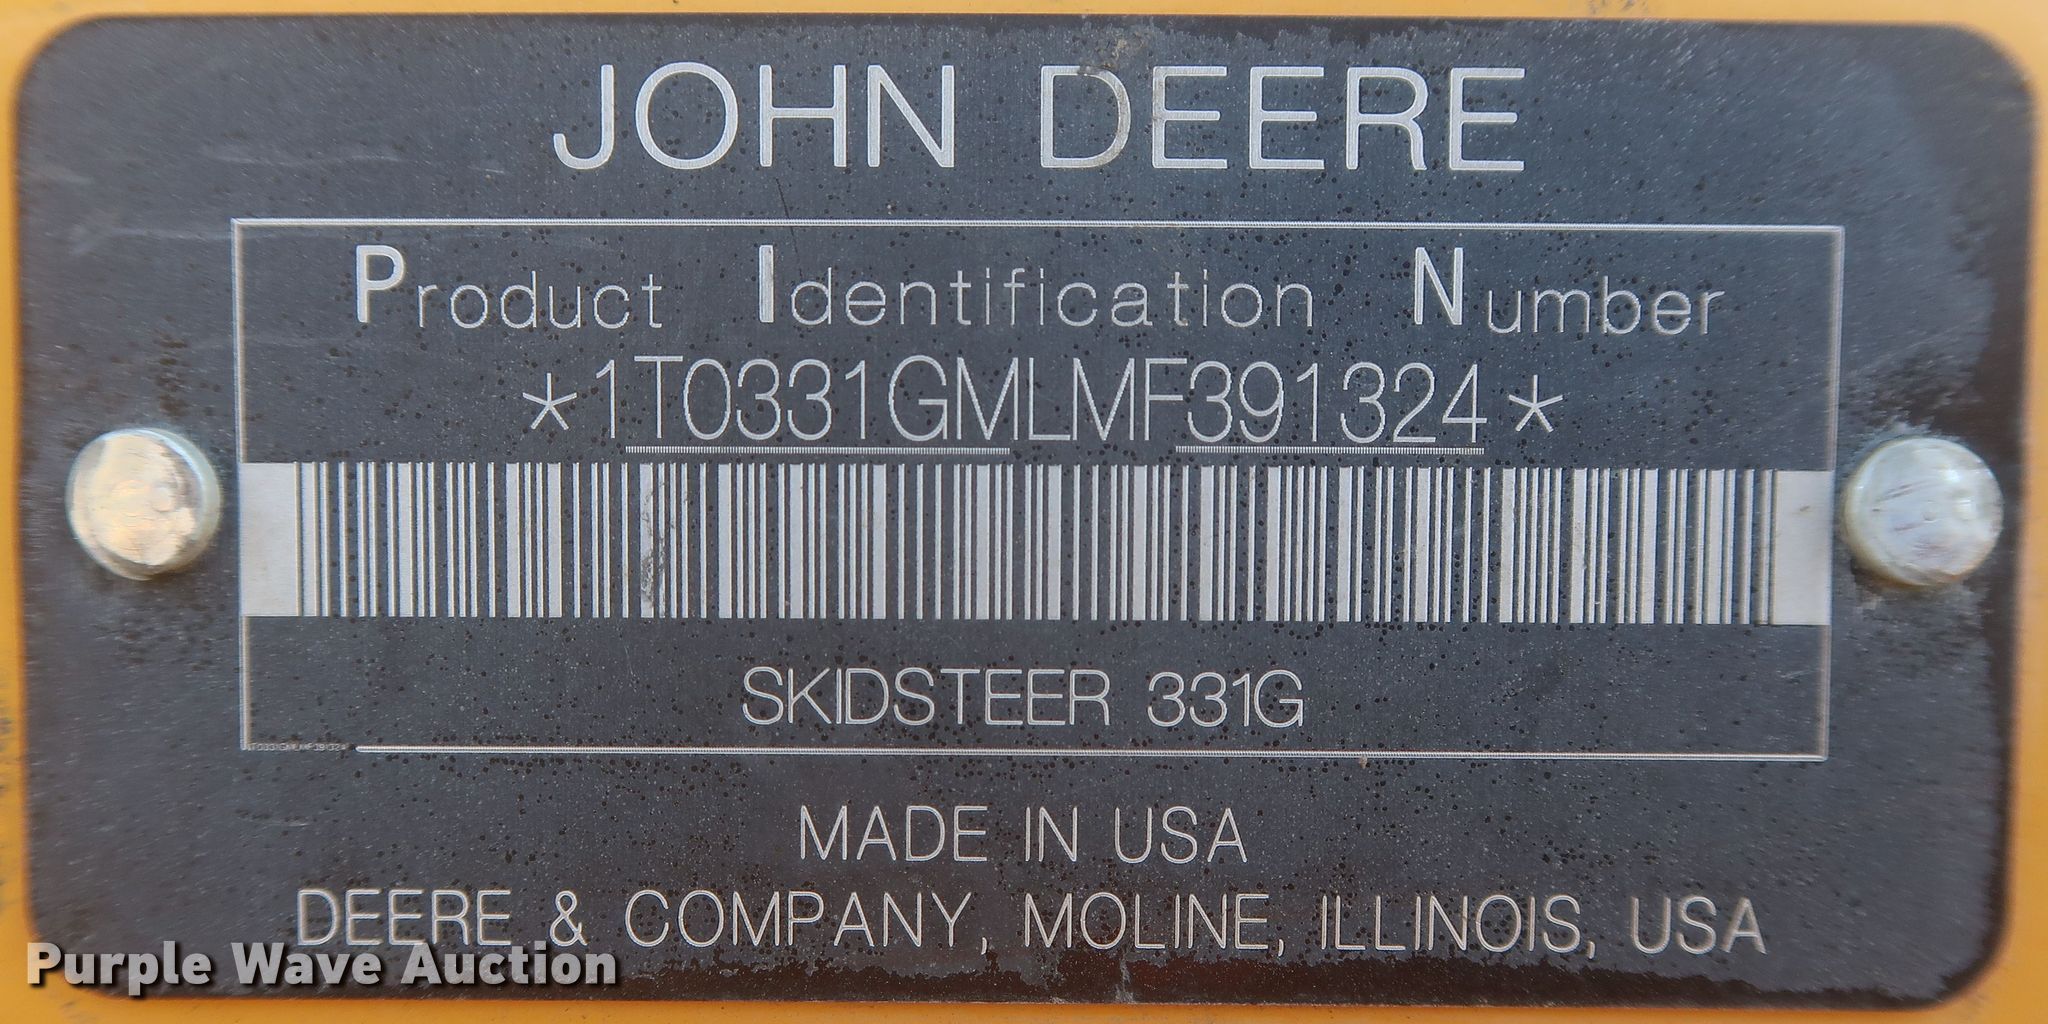 JOHN DEERE
Product Identification Number
*1T0331GMLMF391324*
SKIDSTEER 331G
1T0331GMLMF391324
MADE IN USA
DEERE & COMPANY, MOLINE, ILLINOIS, USA
Purple Wave Auction